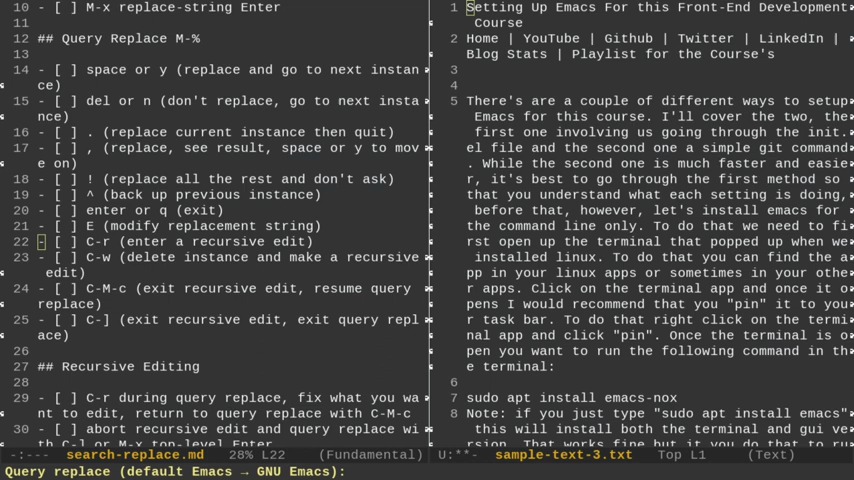 10 - [ ] M-x replace-string Enter
11
12 ## Query Replace M-%
13
14 - [ ] space or y (replace and go to next instan
ce)
15 - [ ] del or n (don't replace, go to next insta
nce)
16 - [ ] . (replace current instance then quit)
17 - [ ] , (replace, see result, space or y to mov
e on)
18 - [ ] ! (replace all the rest and don't ask)
19 - [ ] ^ (back up previous instance)
20 - [ ] enter or q (exit)
21 - [ ] E (modify replacement string)
22 - [ ] C-r (enter a recursive edit)
23 - [ ] C-w (delete instance and make a recursive
 edit)
24 - [ ] C-M-c (exit recursive edit, resume query
replace)
25 - [ ] C-] (exit recursive edit, exit query repl
ace)
26
27 ## Recursive Editing
28
29 - [ ] C-r during query replace, fix what you wa
nt to edit, return to query replace with C-M-c
30 - [ ] abort recursive edit and query replace wi
th C-] or M-x top-level Enter
-:--- search-replace.md 28% L22 (Fundamental)
1 Setting Up Emacs For this Front-End Development
 Course
2 Home | YouTube | Github | Twitter | LinkedIn |
Blog Stats | Playlist for the Course's
3
4
5 There's are a couple of different ways to setup
 Emacs for this course. I'll cover the two, the
 first one involving us going through the init.
el file and the second one a simple git command
. While the second one is much faster and easie
r, it's best to go through the first method so
that you understand what each setting is doing,
 before that, however, let's install emacs for
the command line only. To do that we need to fi
rst open up the terminal that popped up when we
 installed linux. To do that you can find the a
pp in your linux apps or sometimes in your othe
r apps. Click on the terminal app and once it o
pens I would recommend that you "pin" it to you
r task bar. To do that right click on the termi
nal app and click "pin". Once the terminal is o
pen you want to run the following command in th
e terminal:
6
7 sudo apt install emacs-nox
8 Note: if you just type "sudo apt install emacs"
 this will install both the terminal and gui ve
rsion. That works fine but it you do that to ru
U:**- sample-text-3.txt Top L1 (Text)
Query replace (default Emacs → GNU Emacs):